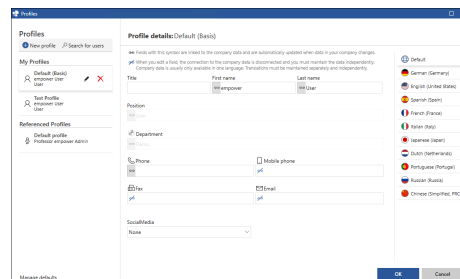 Profiles
Profiles
New profile
Search for users
My Profiles
Default (Basis)
empower User
User
Test Profile
empower User
User
Referenced Profiles
Default profile
Professor empower Admin
Manage defaults
Profile details: Default (Basis)
Fields with this symbol are linked to the company data and are automatically updated when data in your company changes.
When you edit a field, the connection to the company data is disconnected and you must maintain the data independently.
Company data is usually only available in one language. Translations must be maintained separately and independently.
Title
First name
Last name
empower
User
Position
User
Department
Phone
Mobile phone
Fax
Email
SocialMedia
None
Default
German (Germany)
English (United States)
Spanish (Spain)
French (France)
Italian (Italy)
Japanese (Japan)
Dutch (Netherlands)
Portuguese (Portugal)
Russian (Russia)
Chinese (Simplified, PRC
OK
Cancel